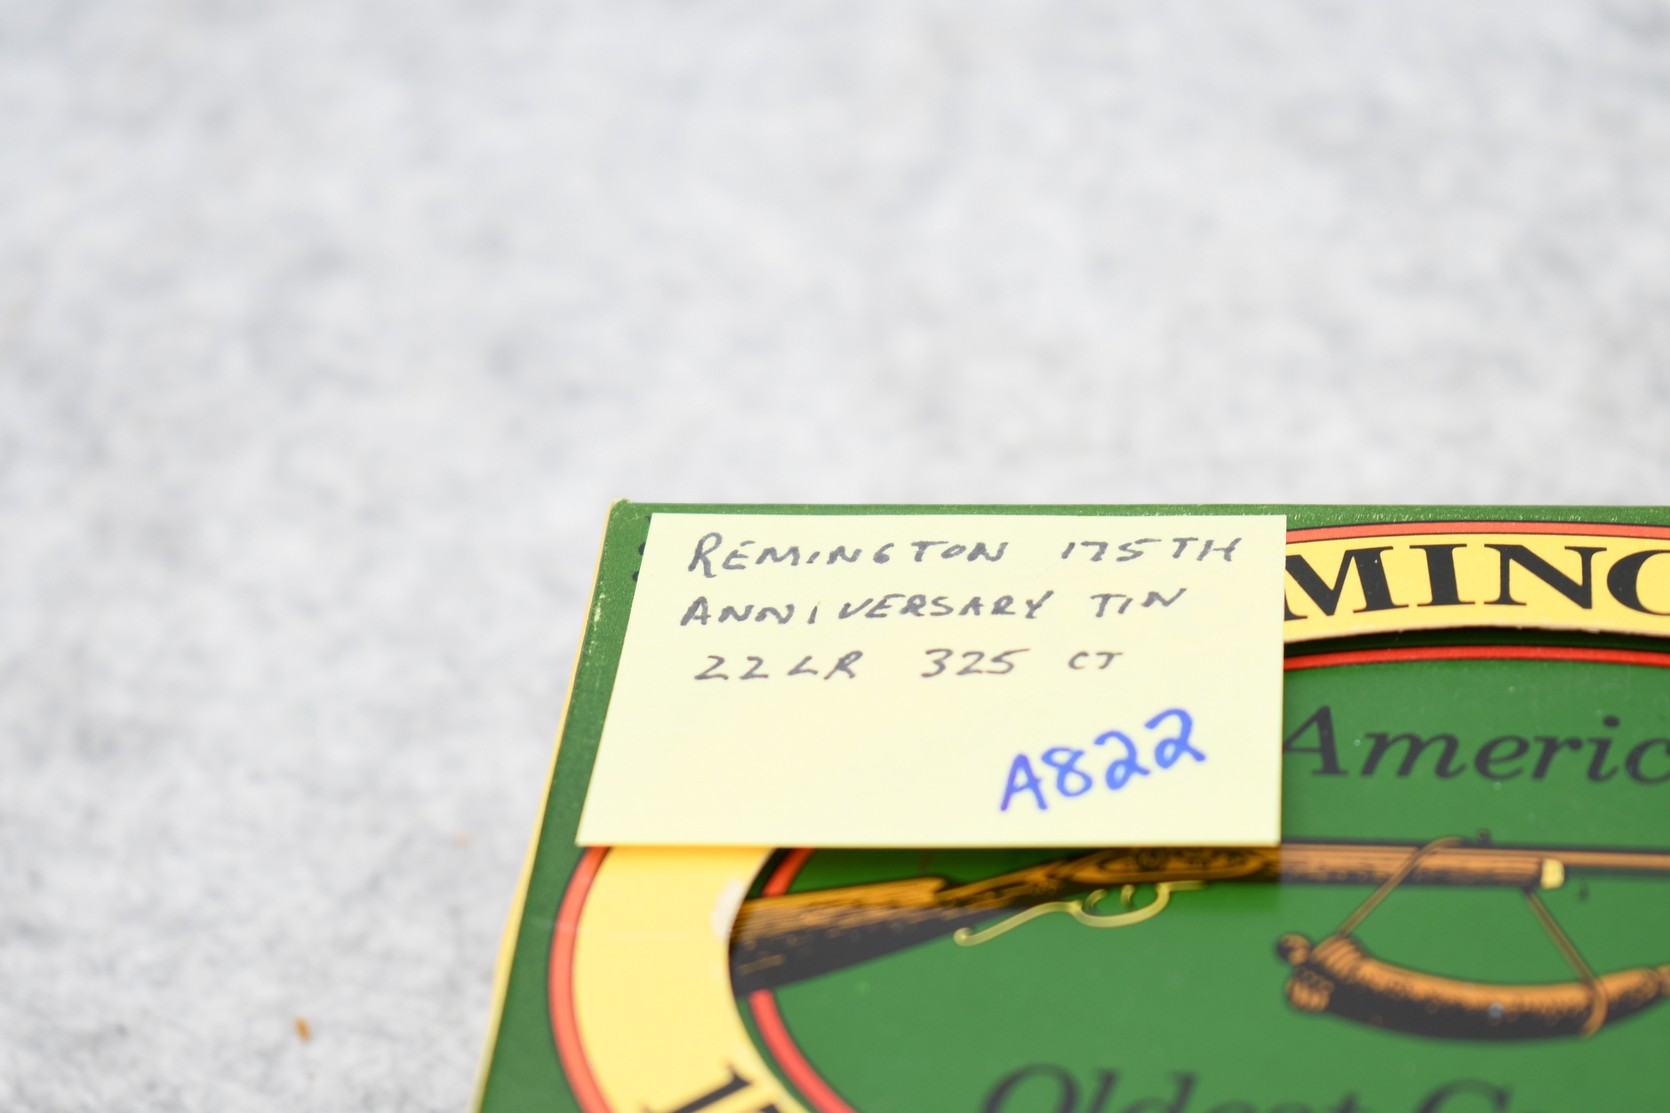 REMINGTON 175TH
ANNIVERSARY TIN
22LR 325 CT
A822
MING
Americ
Oldest G